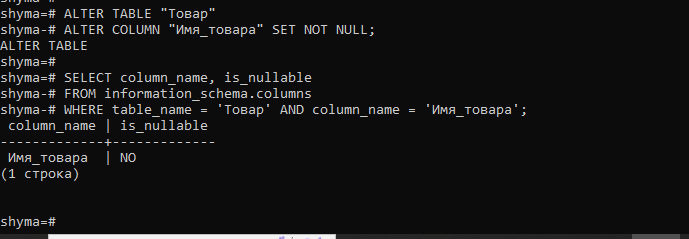 shyma=# ALTER TABLE "Товар"
shyma-# ALTER COLUMN "Имя_товара" SET NOT NULL;
ALTER TABLE
shyma=#
shyma=# SELECT column_name, is_nullable
shyma-# FROM information_schema.columns
shyma-# WHERE table_name = 'Товар' AND column_name = 'Имя_товара';
 column_name | is_nullable
-------------+-------------
 Имя_товара  | NO
(1 строка)
shyma=#